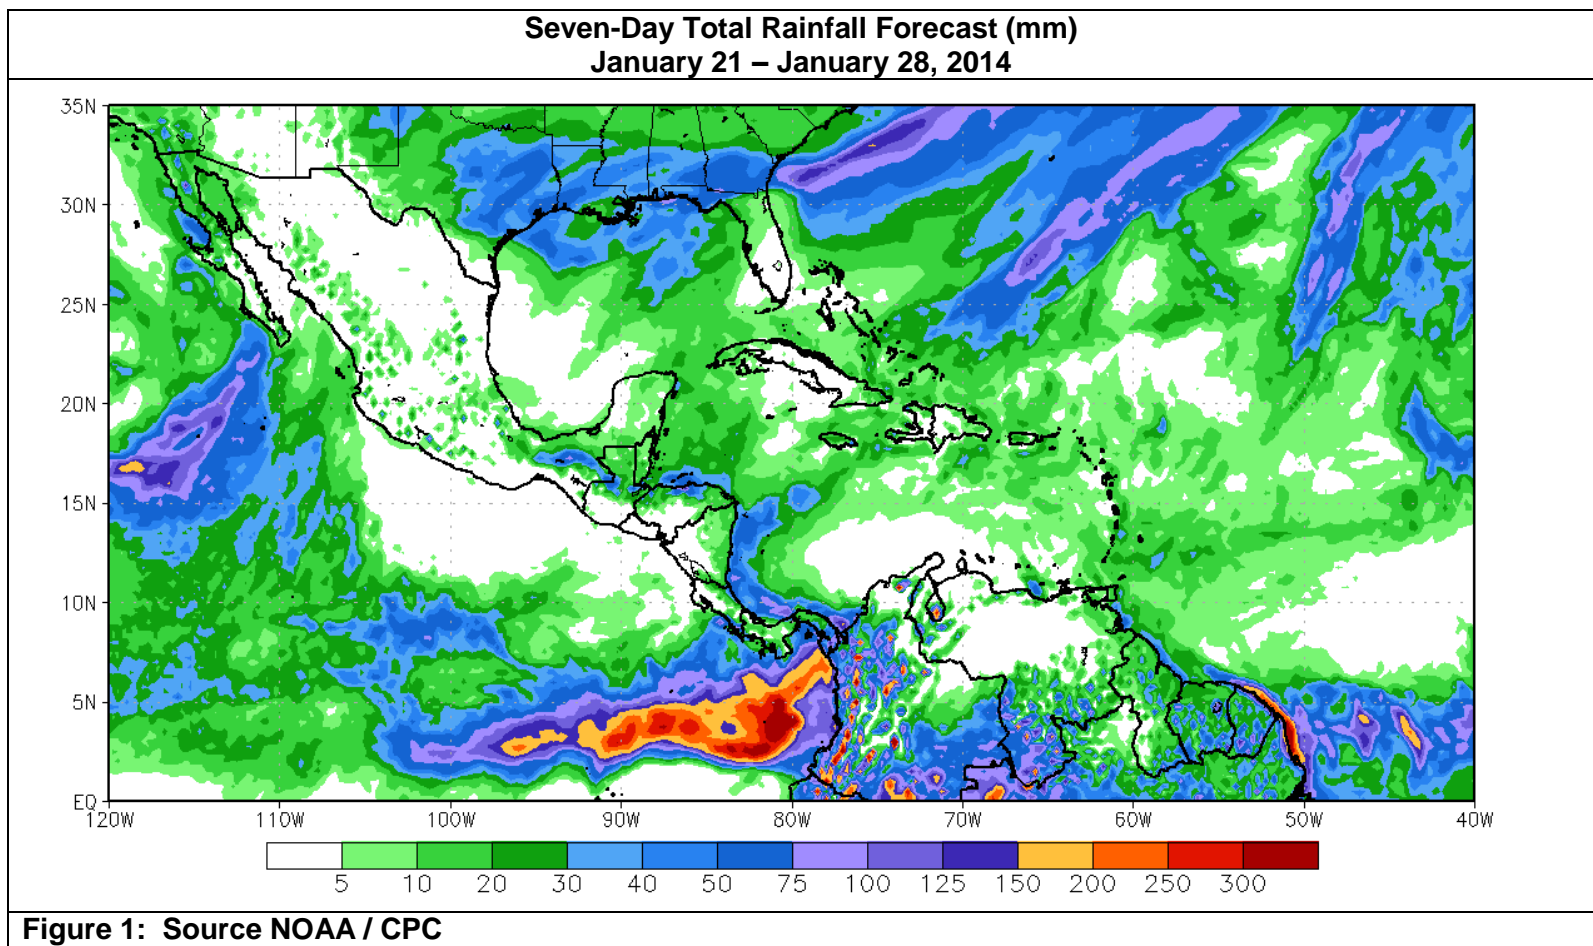 Seven-Day Total Rainfall Forecast (mm)
January 21 – January 28, 2014
35N
30N
25N
20N
15N
10N
5N
EQ
120W 110W 100W 90W 80W 70W 60W 50W 40W
5 10 20 30 40 50 75 100 125 150 200 250 300
Figure 1: Source NOAA / CPC